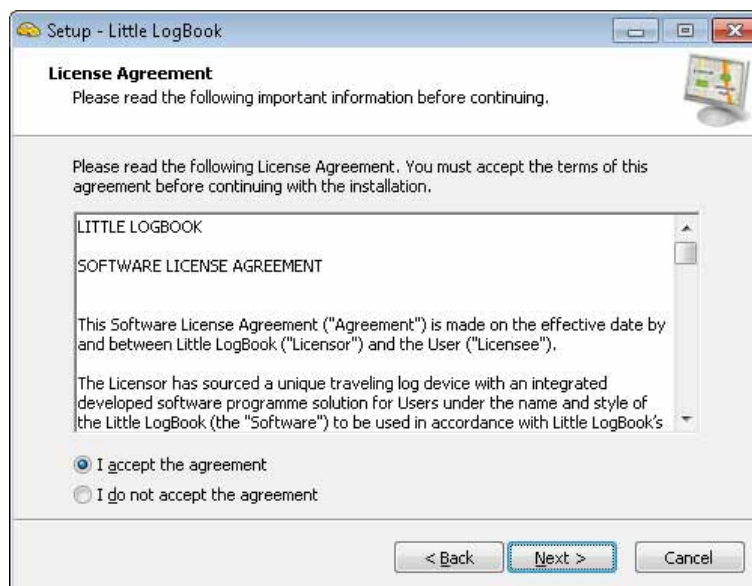 Setup - Little LogBook
License Agreement
Please read the following important information before continuing.
Please read the following License Agreement. You must accept the terms of this
agreement before continuing with the installation.
LITTLE LOGBOOK
SOFTWARE LICENSE AGREEMENT
This Software License Agreement ("Agreement") is made on the effective date by
and between Little LogBook ("Licensor") and the User ("Licensee").
The Licensor has sourced a unique traveling log device with an integrated
developed software programme solution for Users under the name and style of
the Little LogBook (the "Software") to be used in accordance with Little LogBook's
I accept the agreement
I do not accept the agreement
< Back
Next >
Cancel